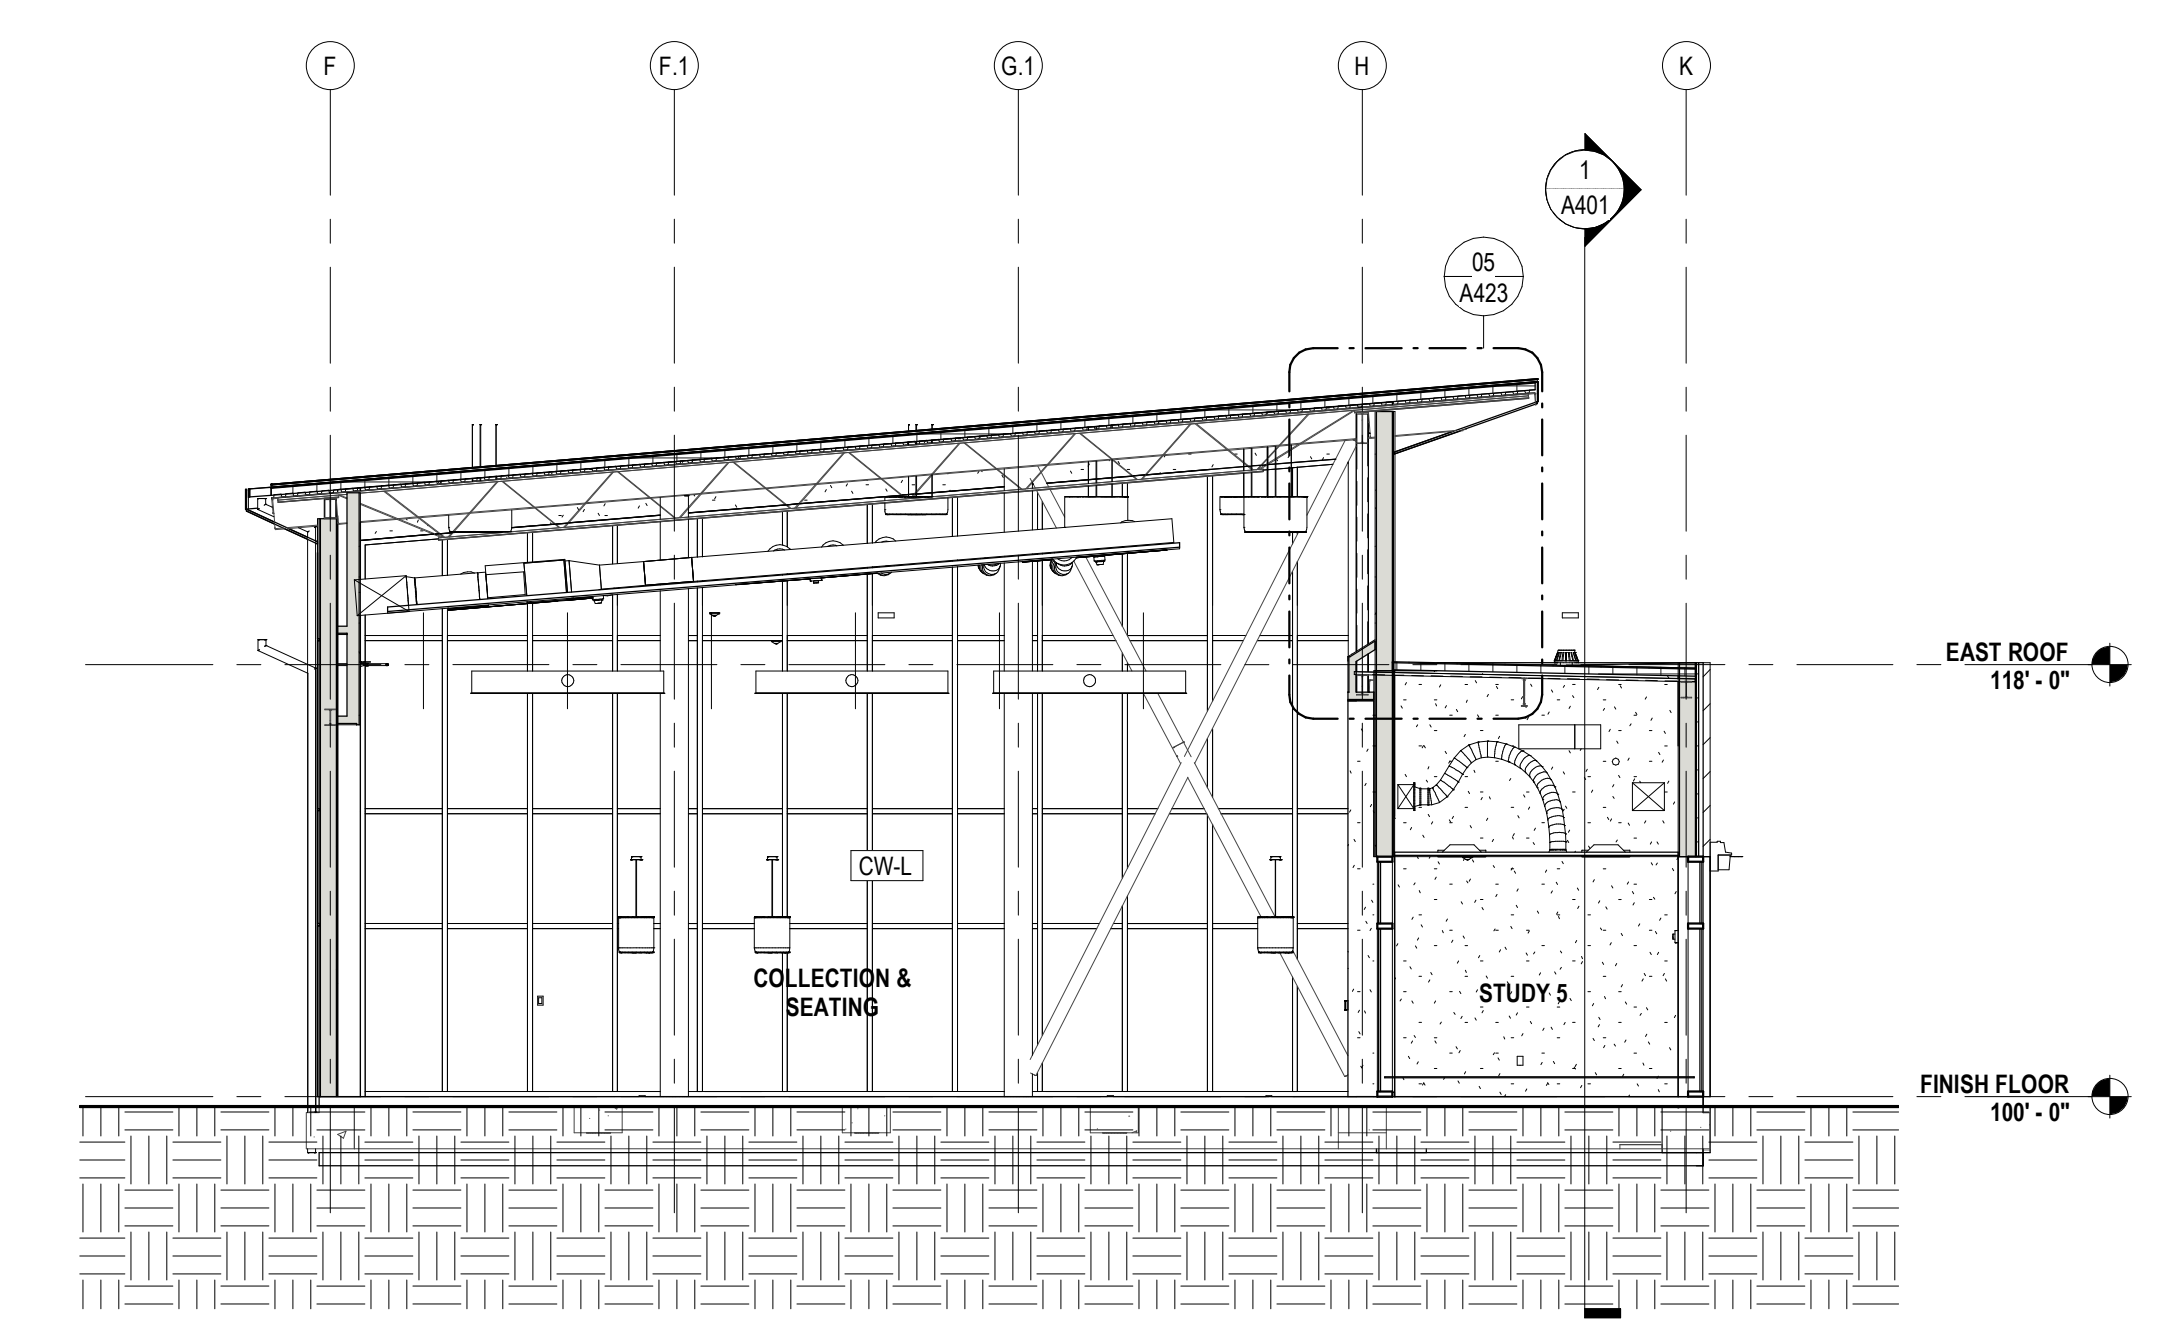 F
F.1
G.1
H
K
1
A401
05
A423
EAST ROOF
118' - 0"
CW-L
COLLECTION &
SEATING
STUDY 5
FINISH FLOOR
100' - 0"